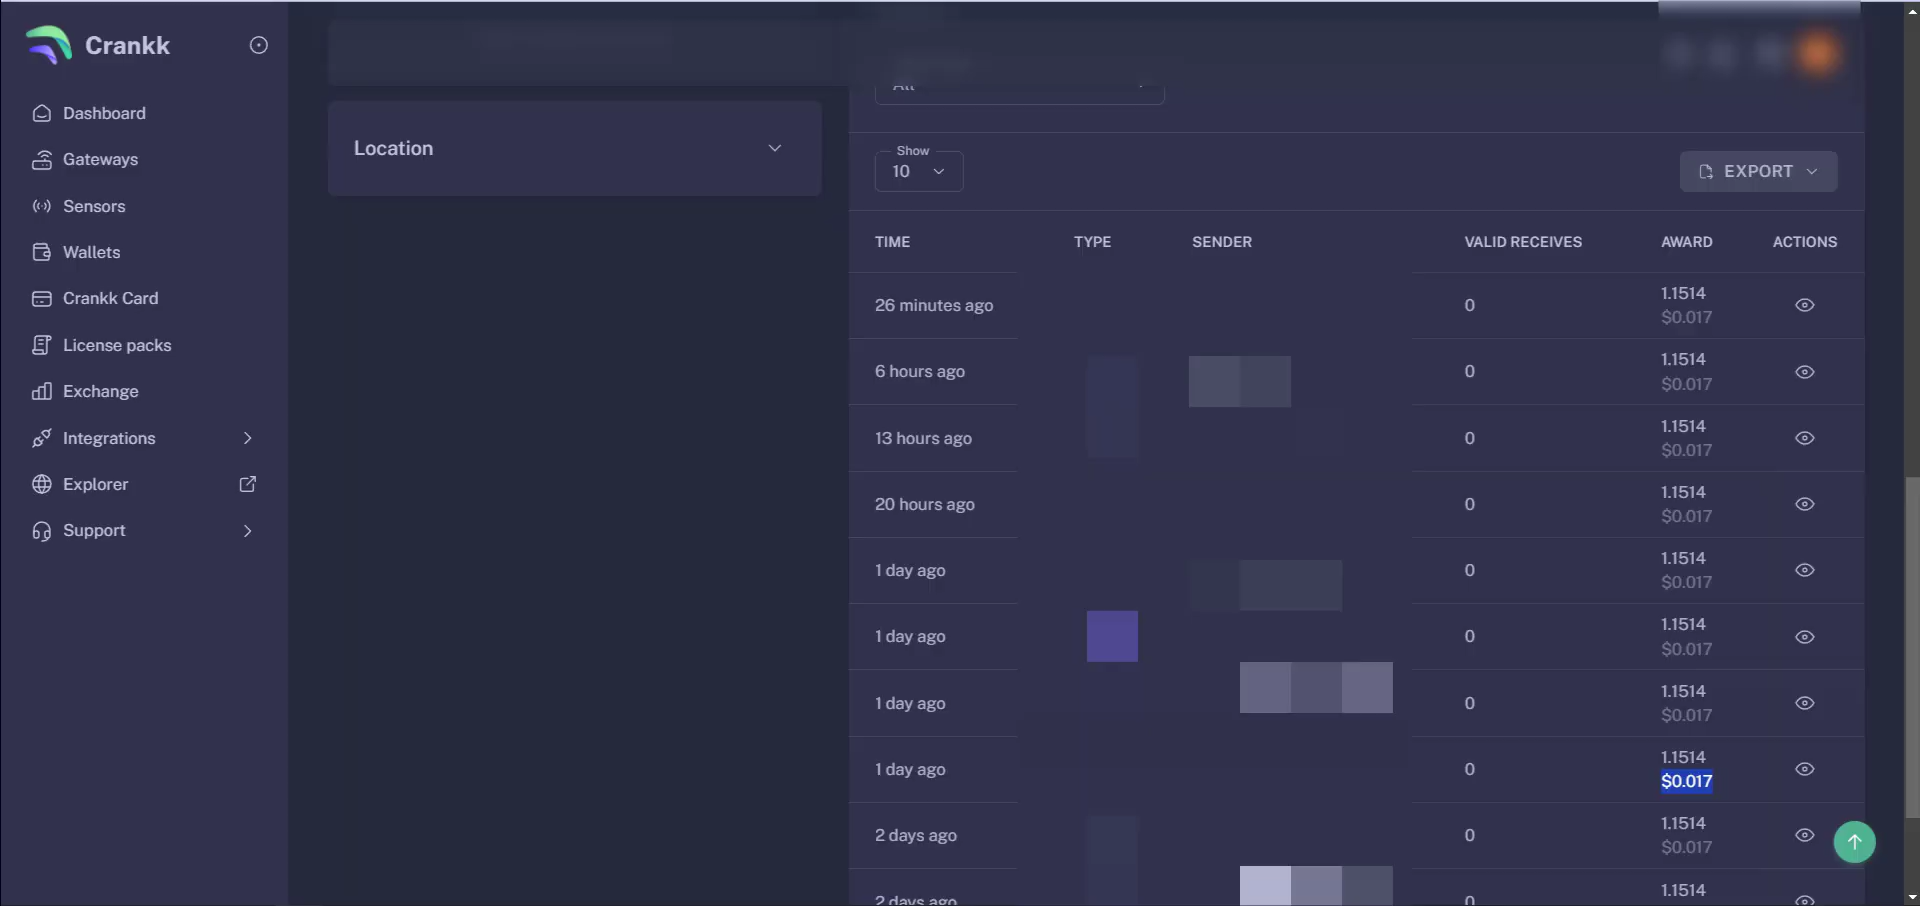 Crankk
Dashboard
Gateways
Sensors
Wallets
Crankk Card
License packs
Exchange
Integrations
Explorer
Support
Location
All
Show
10
EXPORT
TIME TYPE SENDER VALID RECEIVES AWARD ACTIONS
26 minutes ago 0 1.1514
$0.017
6 hours ago 0 1.1514
$0.017
13 hours ago 0 1.1514
$0.017
20 hours ago 0 1.1514
$0.017
1 day ago 0 1.1514
$0.017
1 day ago 0 1.1514
$0.017
1 day ago 0 1.1514
$0.017
1 day ago 0 1.1514
$0.017
2 days ago 0 1.1514
$0.017
2 days ago 0 1.1514